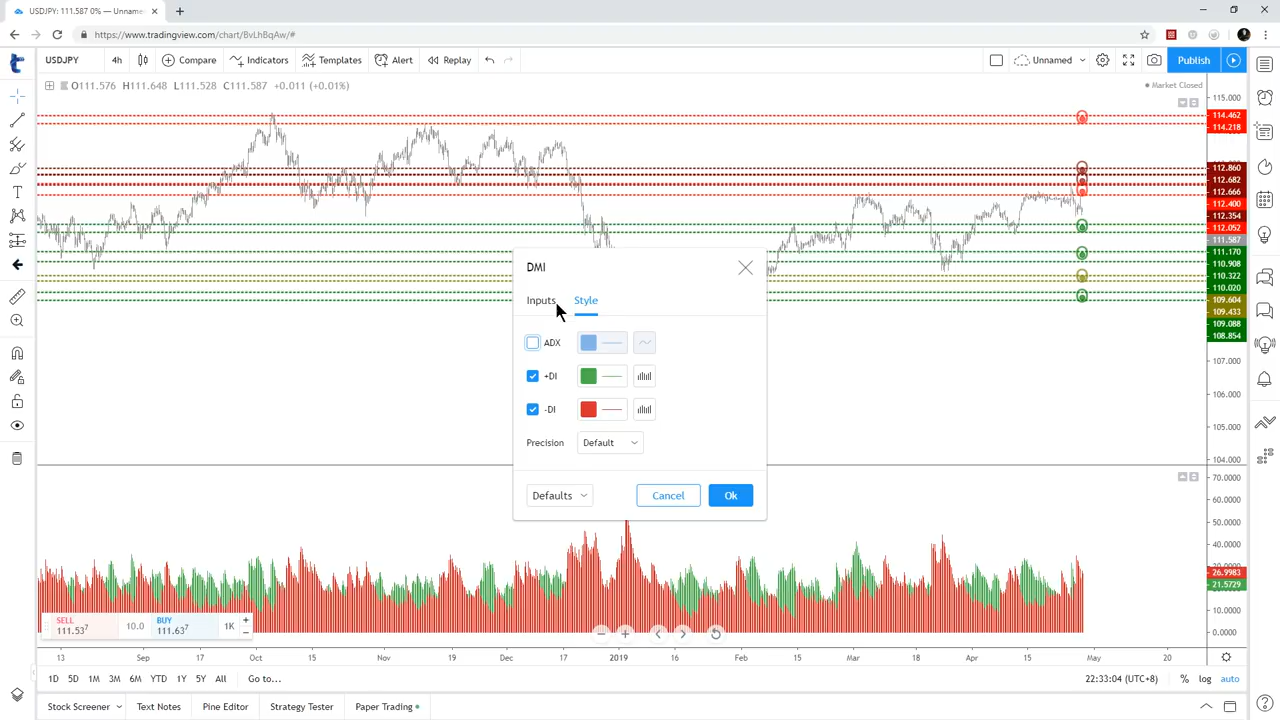 USDJPY: 111.587 0% — Unname
https://www.tradingview.com/chart/BvLhBqAw/#
USDJPY 4h Compare Indicators Templates Alert Replay Unnamed Publish
O111.576 H111.648 L111.528 C111.587 +0.011 (+0.01%)
Market Closed
115.000
114.462
114.218
112.860
112.682
112.666
112.400
112.354
112.052
111.587
111.170
110.908
110.322
110.020
109.604
109.433
109.088
108.854
107.000
106.000
105.000
104.000
DMI
Inputs Style
ADX
+DI
-DI
Precision Default
Defaults Cancel Ok
70.0000
60.0000
50.0000
40.0000
30.0000
26.9983
21.5729
10.0000
0.0000
SELL 111.53⁷ 10.0 BUY 111.63⁷ 1K + −
13 Sep 17 Oct 15 Nov 19 Dec 17 2019 16 Feb 15 Mar 18 Apr 15 May 20
1D 5D 1M 3M 6M YTD 1Y 5Y All Go to... 22:33:04 (UTC+8) % log auto
Stock Screener Text Notes Pine Editor Strategy Tester Paper Trading